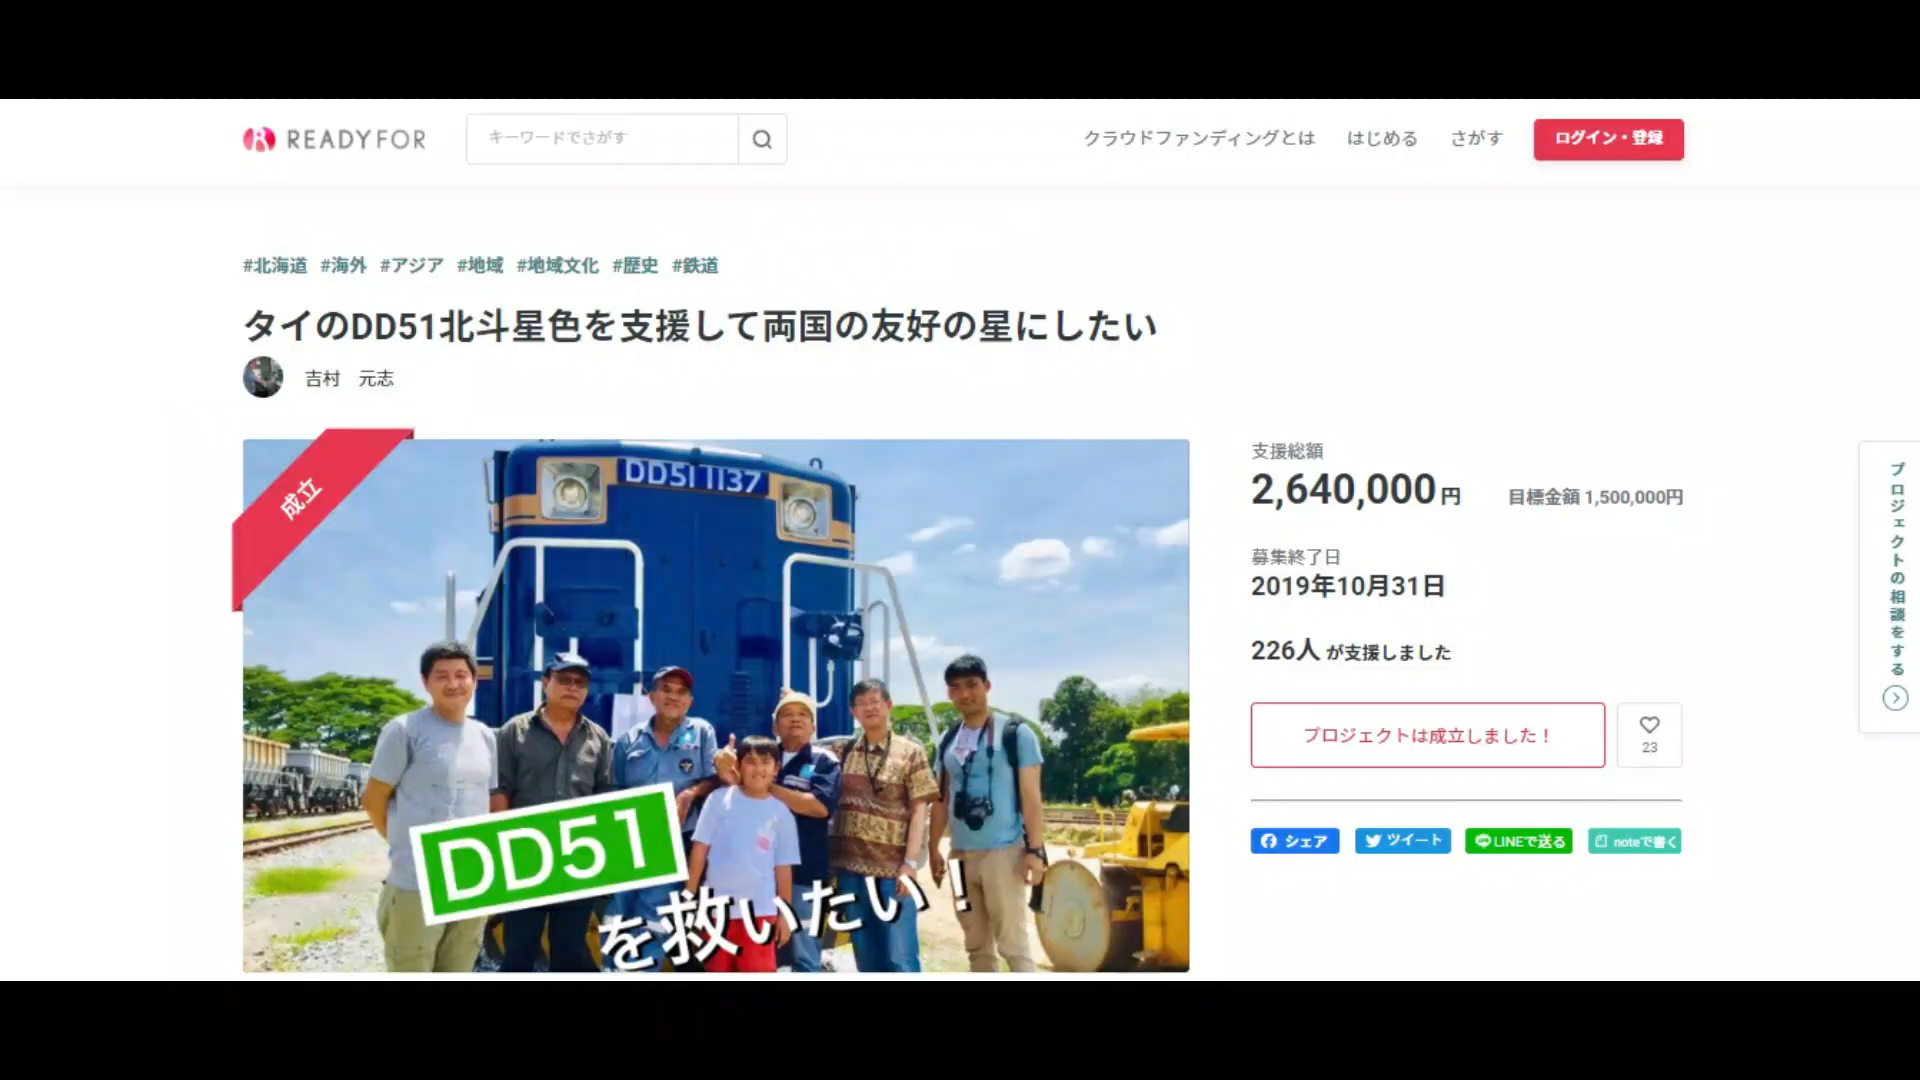 READYFOR
キーワードでさがす
クラウドファンディングとは
はじめる
さがす
ログイン・登録
#北海道 #海外 #アジア #地域 #地域文化 #歴史 #鉄道
タイのDD51北斗星色を支援して両国の友好の星にしたい
吉村 元志
成立
DD51 1137
DD51
を救いたい！
支援総額
2,640,000円
目標金額 1,500,000円
募集終了日
2019年10月31日
226人 が支援しました
プロジェクトは成立しました！
23
シェア
ツイート
LINEで送る
noteで書く
プロジェクトの相談をする